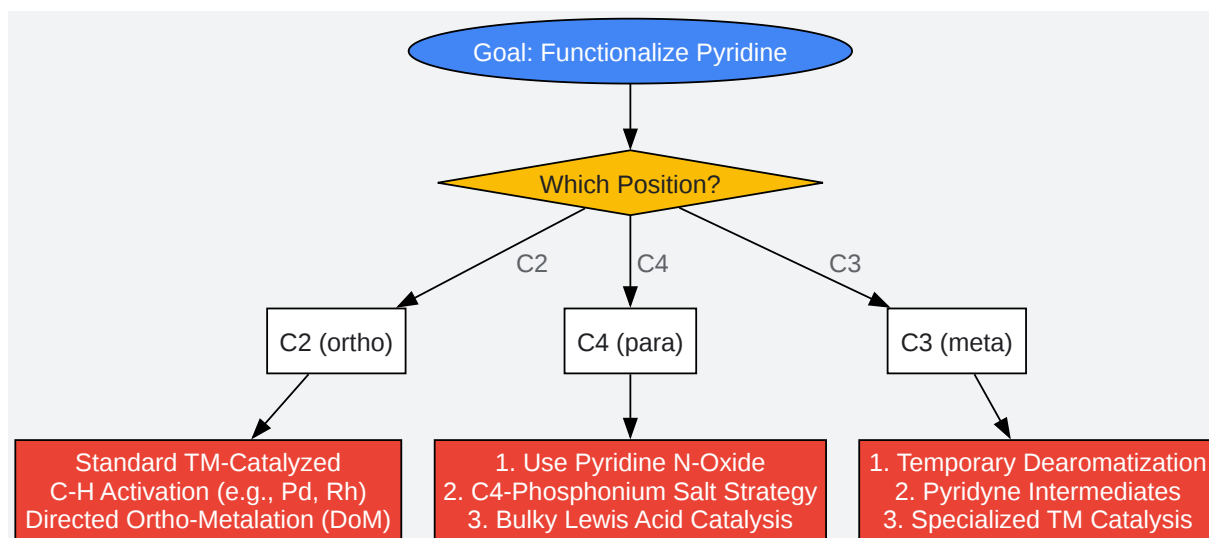 Goal: Functionalize Pyridine
Which Position?
C2
C4
C3
C2 (ortho)
C4 (para)
C3 (meta)
Standard TM-Catalyzed
C-H Activation (e.g., Pd, Rh)
Directed Ortho-Metalation (DoM)
1. Use Pyridine N-Oxide
2. C4-Phosphonium Salt Strategy
3. Bulky Lewis Acid Catalysis
1. Temporary Dearomatization
2. Pyridyne Intermediates
3. Specialized TM Catalysis